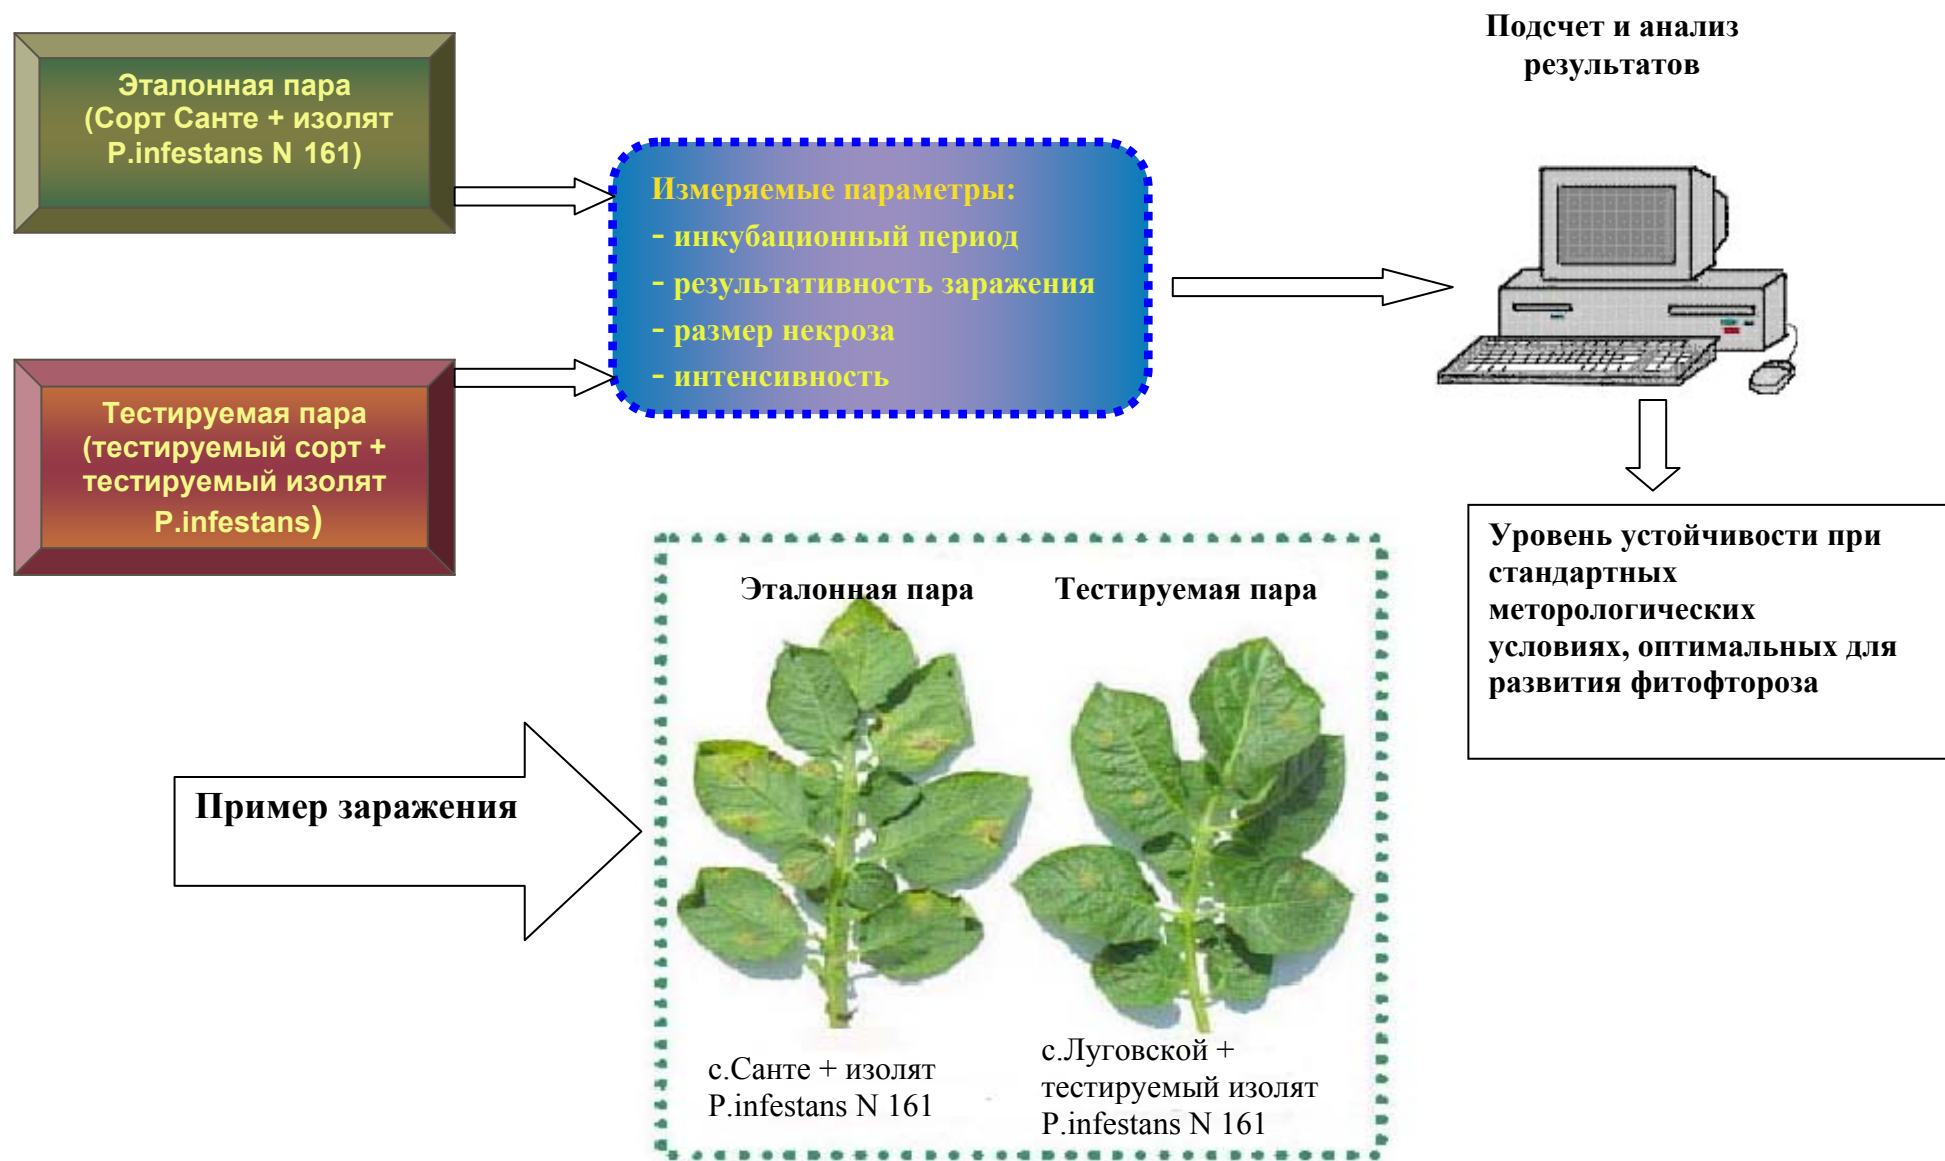 Эталонная пара
(Сорт Санте + изолят
P.infestans N 161)
Тестируемая пара
(тестируемый сорт +
тестируемый изолят
P.infestans)
Измеряемые параметры:
- инкубационный период
- результативность заражения
- размер некроза
- интенсивность
Подсчет и анализ
результатов
Уровень устойчивости при
стандартных
меторологических
условиях, оптимальных для
развития фитофтороза
Пример заражения
Эталонная пара
Тестируемая пара
с.Санте + изолят
P.infestans N 161
с.Луговской +
тестируемый изолят
P.infestans N 161